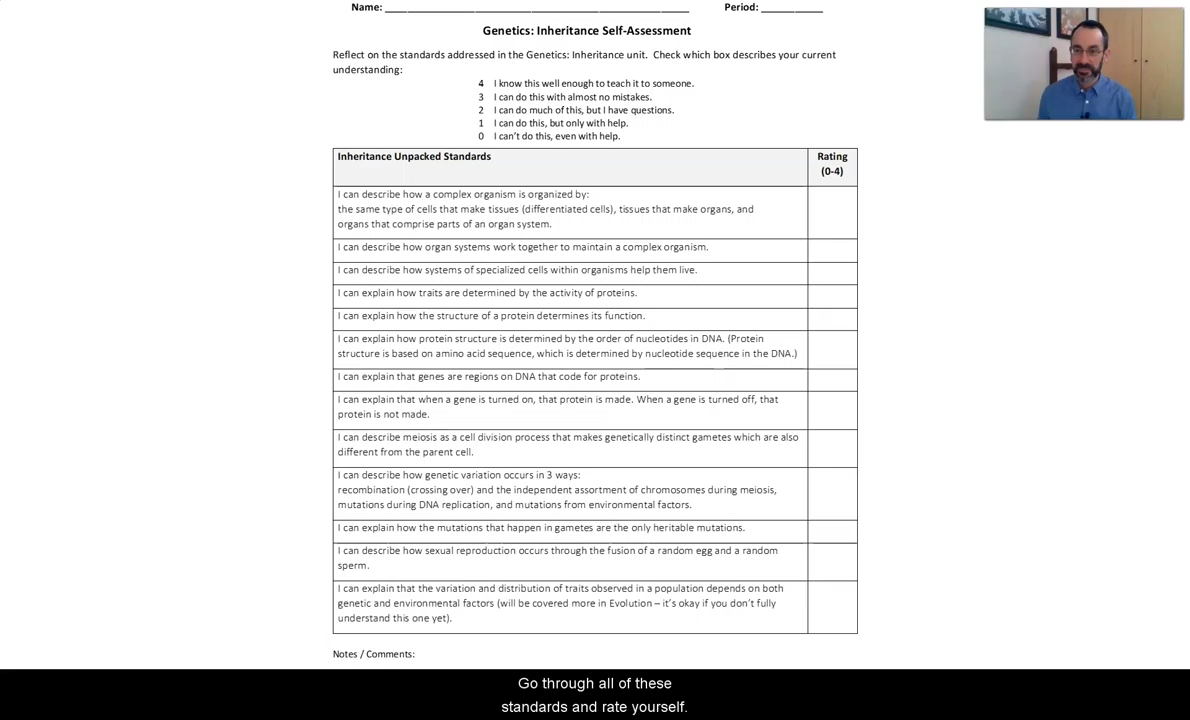 Name: ______________________________________________________ Period: ___________
Genetics: Inheritance Self-Assessment
Reflect on the standards addressed in the Genetics: Inheritance unit. Check which box describes your current
understanding:
4 I know this well enough to teach it to someone.
3 I can do this with almost no mistakes.
2 I can do much of this, but I have questions.
1 I can do this, but only with help.
0 I can't do this, even with help.
Inheritance Unpacked Standards Rating
(0-4)
I can describe how a complex organism is organized by:
the same type of cells that make tissues (differentiated cells), tissues that make organs, and
organs that comprise parts of an organ system.
I can describe how organ systems work together to maintain a complex organism.
I can describe how systems of specialized cells within organisms help them live.
I can explain how traits are determined by the activity of proteins.
I can explain how the structure of a protein determines its function.
I can explain how protein structure is determined by the order of nucleotides in DNA. (Protein
structure is based on amino acid sequence, which is determined by nucleotide sequence in the DNA.)
I can explain that genes are regions on DNA that code for proteins.
I can explain that when a gene is turned on, that protein is made. When a gene is turned off, that
protein is not made.
I can describe meiosis as a cell division process that makes genetically distinct gametes which are also
different from the parent cell.
I can describe how genetic variation occurs in 3 ways:
recombination (crossing over) and the independent assortment of chromosomes during meiosis,
mutations during DNA replication, and mutations from environmental factors.
I can explain how the mutations that happen in gametes are the only heritable mutations.
I can describe how sexual reproduction occurs through the fusion of a random egg and a random
sperm.
I can explain that the variation and distribution of traits observed in a population depends on both
genetic and environmental factors (will be covered more in Evolution – it's okay if you don't fully
understand this one yet).
Notes / Comments:
Go through all of these
standards and rate yourself.